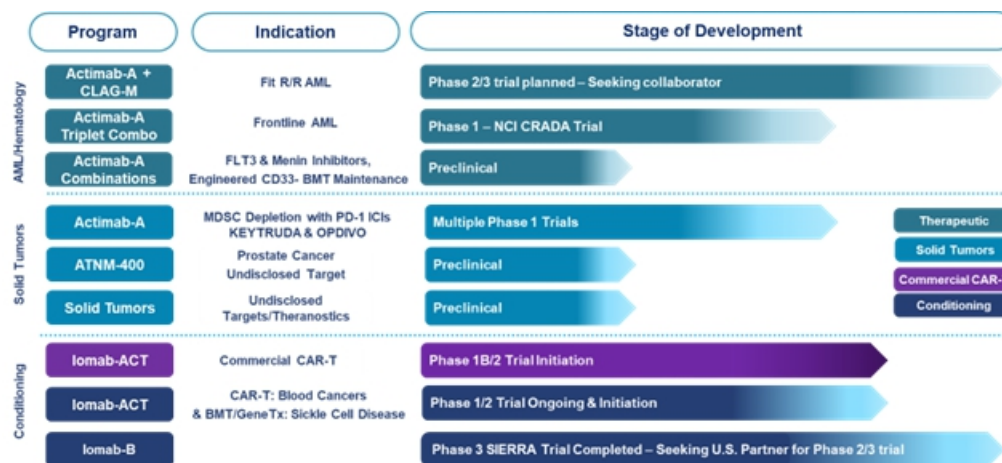 Program
Indication
Stage of Development
AML/Hematology
Actimab-A +
CLAG-M
Fit R/R AML
Phase 2/3 trial planned – Seeking collaborator
Actimab-A
Triplet Combo
Frontline AML
Phase 1 – NCI CRADA Trial
Actimab-A
Combinations
FLT3 & Menin Inhibitors,
Engineered CD33- BMT Maintenance
Preclinical
Solid Tumors
Actimab-A
MDSC Depletion with PD-1 ICIs
KEYTRUDA & OPDIVO
Multiple Phase 1 Trials
ATNM-400
Prostate Cancer
Undisclosed Target
Preclinical
Solid Tumors
Undisclosed
Targets/Theranostics
Preclinical
Therapeutic
Solid Tumors
Commercial CAR-
Conditioning
Conditioning
Iomab-ACT
Commercial CAR-T
Phase 1B/2 Trial Initiation
Iomab-ACT
CAR-T: Blood Cancers
& BMT/GeneTx: Sickle Cell Disease
Phase 1/2 Trial Ongoing & Initiation
Iomab-B
Phase 3 SIERRA Trial Completed – Seeking U.S. Partner for Phase 2/3 trial